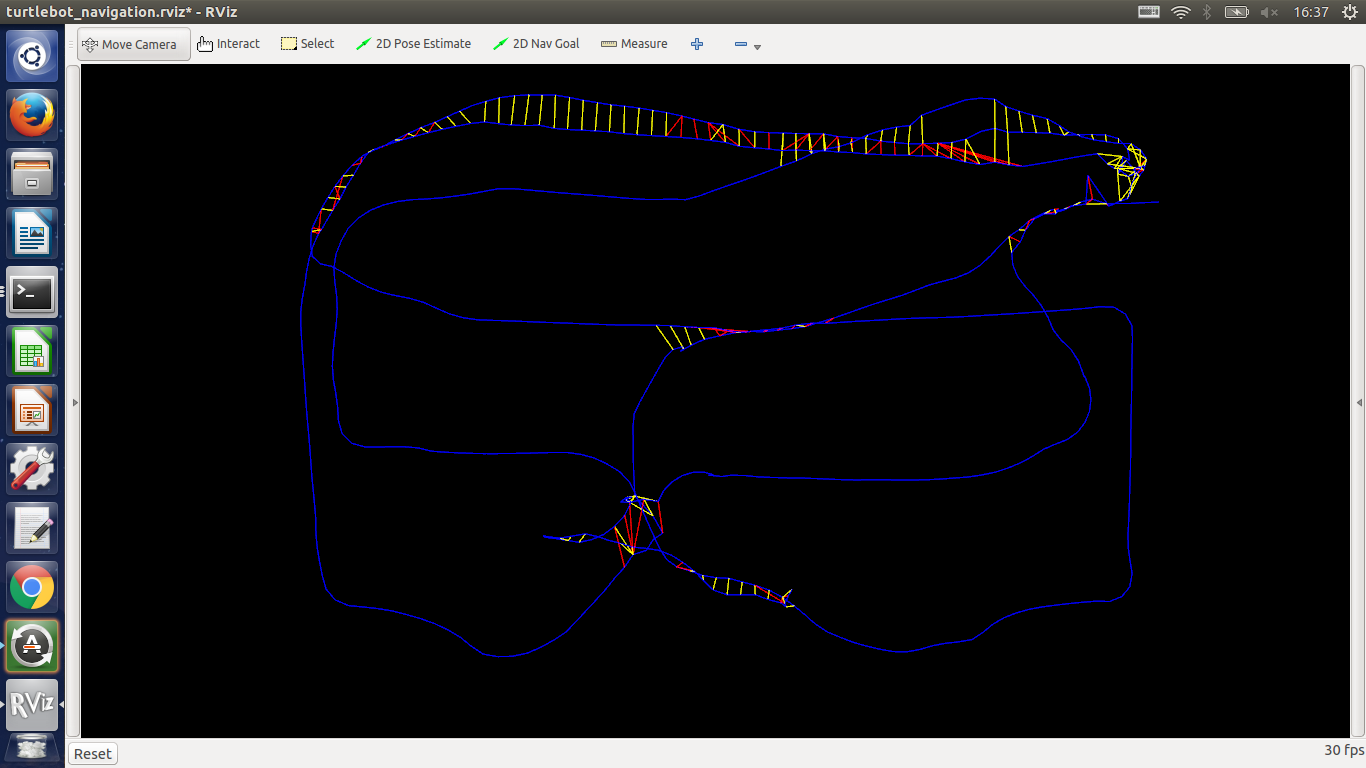 turtlebot_navigation.rviz* - RViz
16:37
Move Camera
Interact
Select
2D Pose Estimate
2D Nav Goal
Measure
RViz
Reset
30 fps